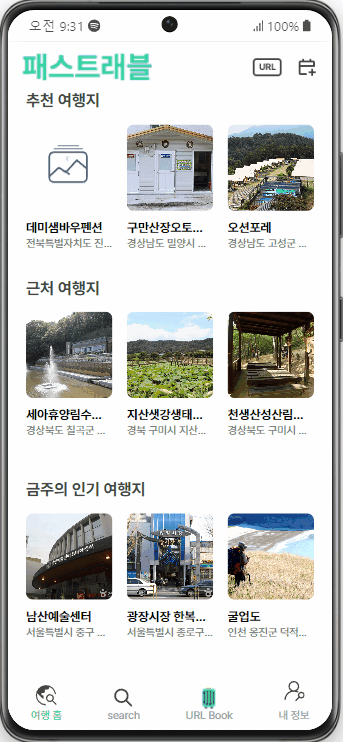 오전 9:31
100%
패스트래블
URL
추천 여행지
데미샘바우펜션
구만산장오토...
오션포레
전북특별자치도 진...
경상남도 밀양시 ...
경상남도 고성군 ...
근처 여행지
세아휴양림수...
지산샛강생태...
천생산성산림...
경상북도 칠곡군 ...
경북 구미시 지산...
경상북도 구미시 ...
금주의 인기 여행지
남산예술센터
광장시장 한복...
굴업도
서울특별시 중구 ...
서울특별시 종로구...
인천 옹진군 덕적...
여행 홈
search
URL Book
내 정보